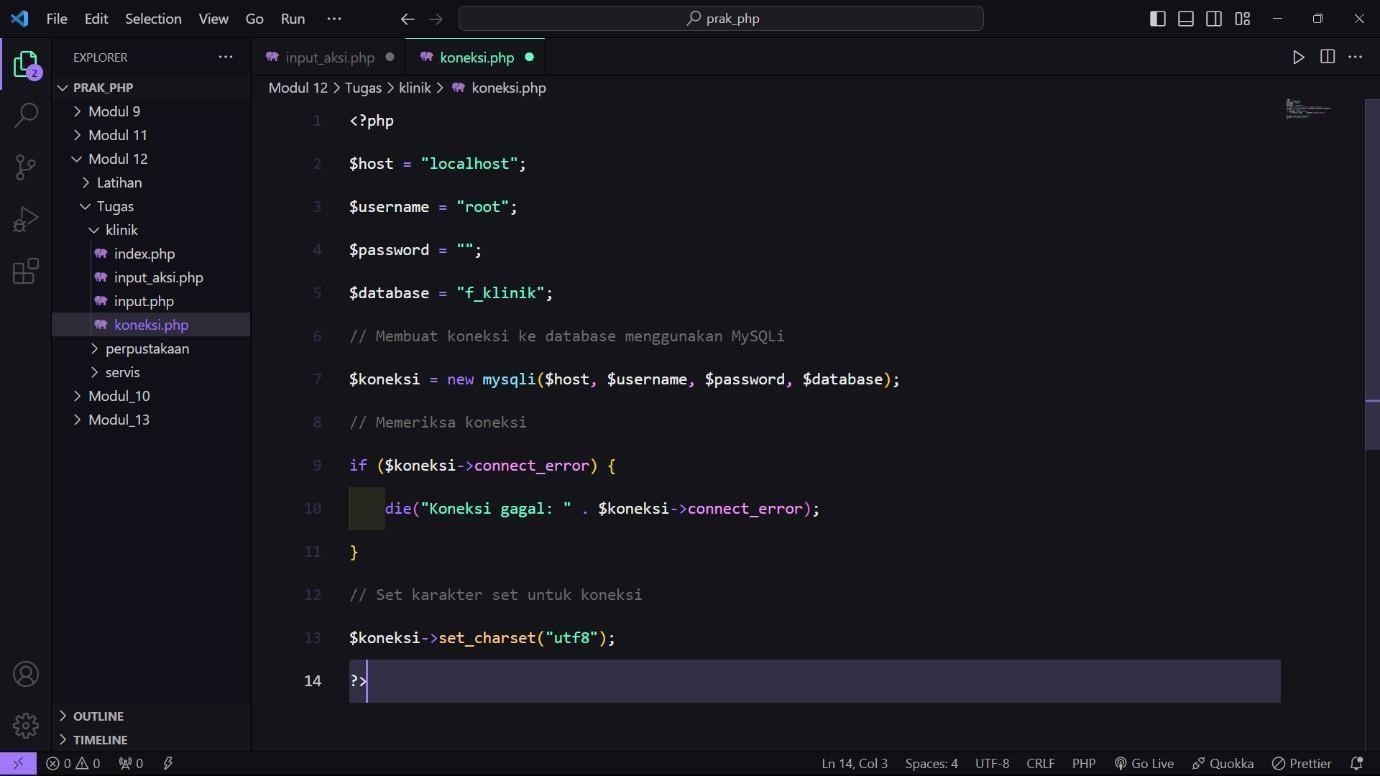 File Edit Selection View Go Run ··· prak_php
EXPLORER ···
PRAK_PHP
Modul 9
Modul 11
Modul 12
Latihan
Tugas
klinik
index.php
input_aksi.php
input.php
koneksi.php
perpustakaan
servis
Modul_10
Modul_13
OUTLINE
TIMELINE
2
input_aksi.php koneksi.php
Modul 12 > Tugas > klinik > koneksi.php
1 <?php
2 $host = "localhost";
3 $username = "root";
4 $password = "";
5 $database = "f_klinik";
6 // Membuat koneksi ke database menggunakan MySQLi
7 $koneksi = new mysqli($host, $username, $password, $database);
8 // Memeriksa koneksi
9 if ($koneksi->connect_error) {
10 die("Koneksi gagal: " . $koneksi->connect_error);
11 }
12 // Set karakter set untuk koneksi
13 $koneksi->set_charset("utf8");
14 ?>
0 0 0 Ln 14, Col 3 Spaces: 4 UTF-8 CRLF PHP Go Live Quokka Prettier